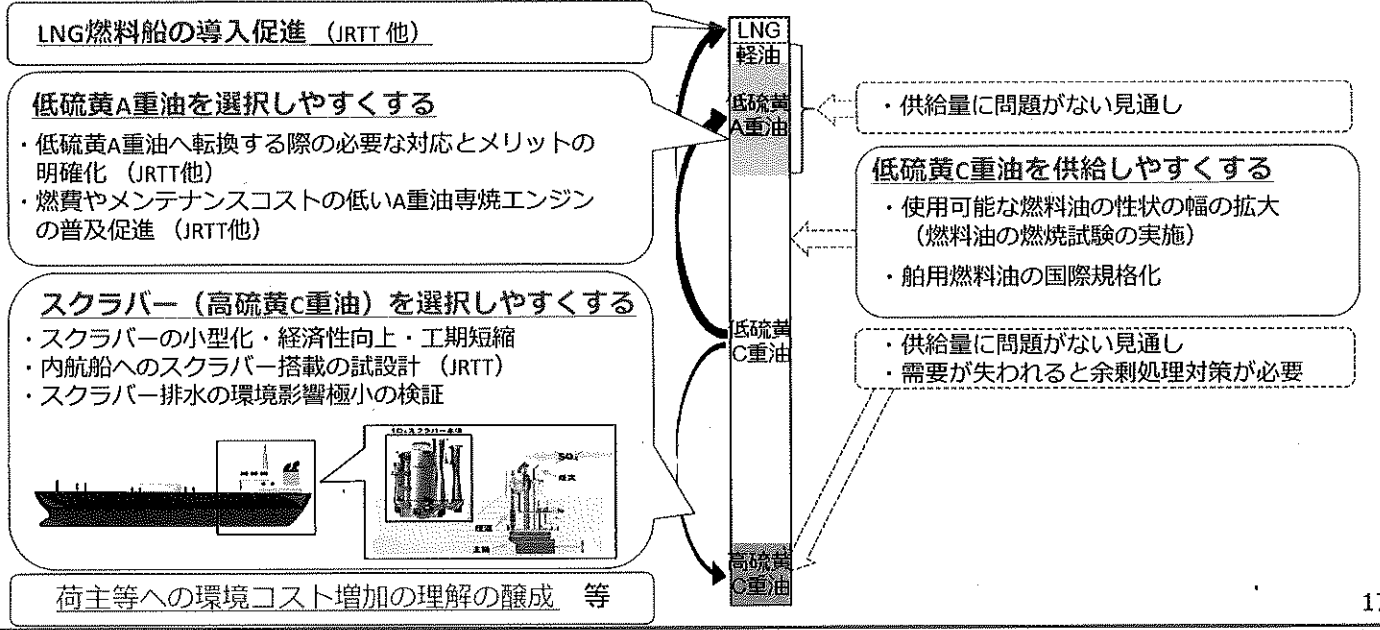 LNG燃料船の導入促進 （JRTT 他）
低硫黄A重油を選択しやすくする
・低硫黄A重油へ転換する際の必要な対応とメリットの
明確化 （JRTT他）
・燃費やメンテナンスコストの低いA重油専焼エンジン
の普及促進 （JRTT他）
スクラバー（高硫黄C重油）を選択しやすくする
・スクラバーの小型化・経済性向上・工期短縮
・内航船へのスクラバー搭載の試設計 （JRTT）
・スクラバー排水の環境影響極小の検証
荷主等への環境コスト増加の理解の醸成 等
LNG
軽油
低硫黄
A重油
低硫黄
C重油
高硫黄
C重油
・供給量に問題がない見通し
低硫黄C重油を供給しやすくする
・使用可能な燃料油の性状の幅の拡大
（燃料油の燃焼試験の実施）
・舶用燃料油の国際規格化
・供給量に問題がない見通し
・需要が失われると余剰処理対策が必要